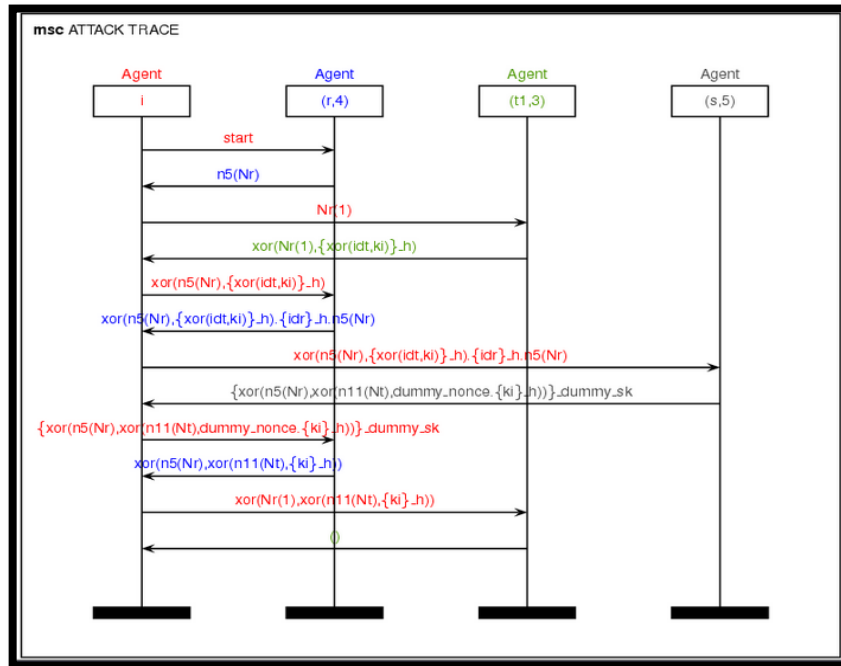 msc ATTACK TRACE
Agent Agent Agent Agent
i (r,4) (t1,3) (s,5)
start
n5(Nr)
Nr(1)
xor(Nr(1),{xor(idt,ki)}_h)
xor(n5(Nr),{xor(idt,ki)}_h)
xor(n5(Nr),{xor(idt,ki)}_h).{idr}_h.n5(Nr)
xor(n5(Nr),{xor(idt,ki)}_h).{idr}_h.n5(Nr)
{xor(n5(Nr),xor(n11(Nt),dummy_nonce.{ki}_h))}_dummy_sk
{xor(n5(Nr),xor(n11(Nt),dummy_nonce.{ki}_h))}_dummy_sk
xor(n5(Nr),xor(n11(Nt),{ki}_h))
xor(Nr(1),xor(n11(Nt),{ki}_h))
()